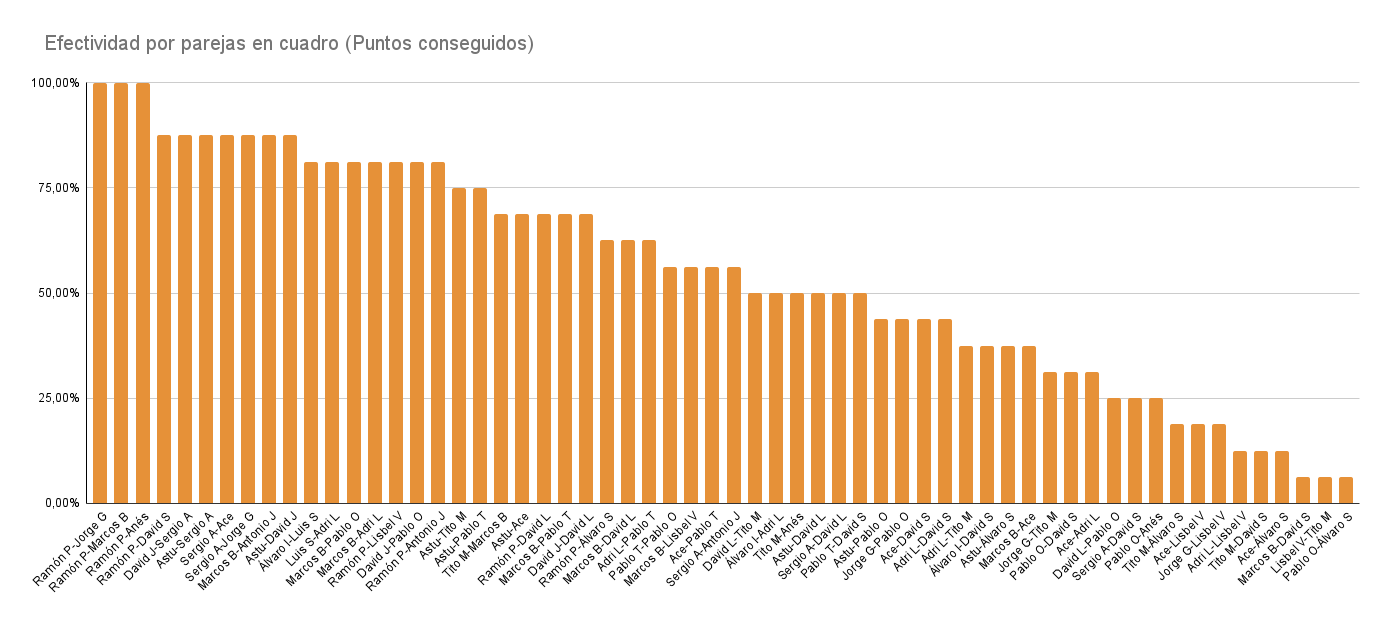 Efectividad por parejas en cuadro (Puntos conseguidos)
100,00%
75,00%
50,00%
25,00%
0,00%
Ramón P-Jorge G
Ramón P-Marcos B
Ramón P-Anés
Ramón P-David S
David J-Sergio A
Astu-Sergio A
Sergio A-Ace
Sergio A-Jorge G
Marcos B-Antonio J
Astu-David J
Álvaro I-Luis S
Luis S-Adri L
Marcos B-Pablo O
Marcos B-Adri L
Ramón P-Lisbel V
David J-Pablo O
Ramón P-Antonio J
Astu-Tito M
Astu-Pablo T
Tito M-Marcos B
Astu-Ace
Ramón P-David L
Marcos B-Pablo T
David J-David L
Ramón P-Álvaro S
Marcos B-David L
Adri L-Pablo T
Pablo T-Pablo O
Marcos B-Lisbel V
Ace-Pablo T
Sergio A-Antonio J
David L-Tito M
Álvaro I-Adri L
Tito M-Anés
Astu-David L
Sergio A-David L
Pablo T-David S
Astu-Pablo O
Jorge G-Pablo O
Ace-David S
Adri L-David S
Adri L-Tito M
Álvaro I-David S
Astu-Álvaro S
Marcos B-Ace
Jorge G-Tito M
Pablo O-David S
Ace-Adri L
David L-Pablo O
Sergio A-David S
Pablo O-Anés
Tito M-Álvaro S
Ace-Lisbel V
Jorge G-Lisbel V
Adri L-Lisbel V
Tito M-David S
Ace-Álvaro S
Marcos B-David S
Lisbel V-Tito M
Pablo O-Álvaro S